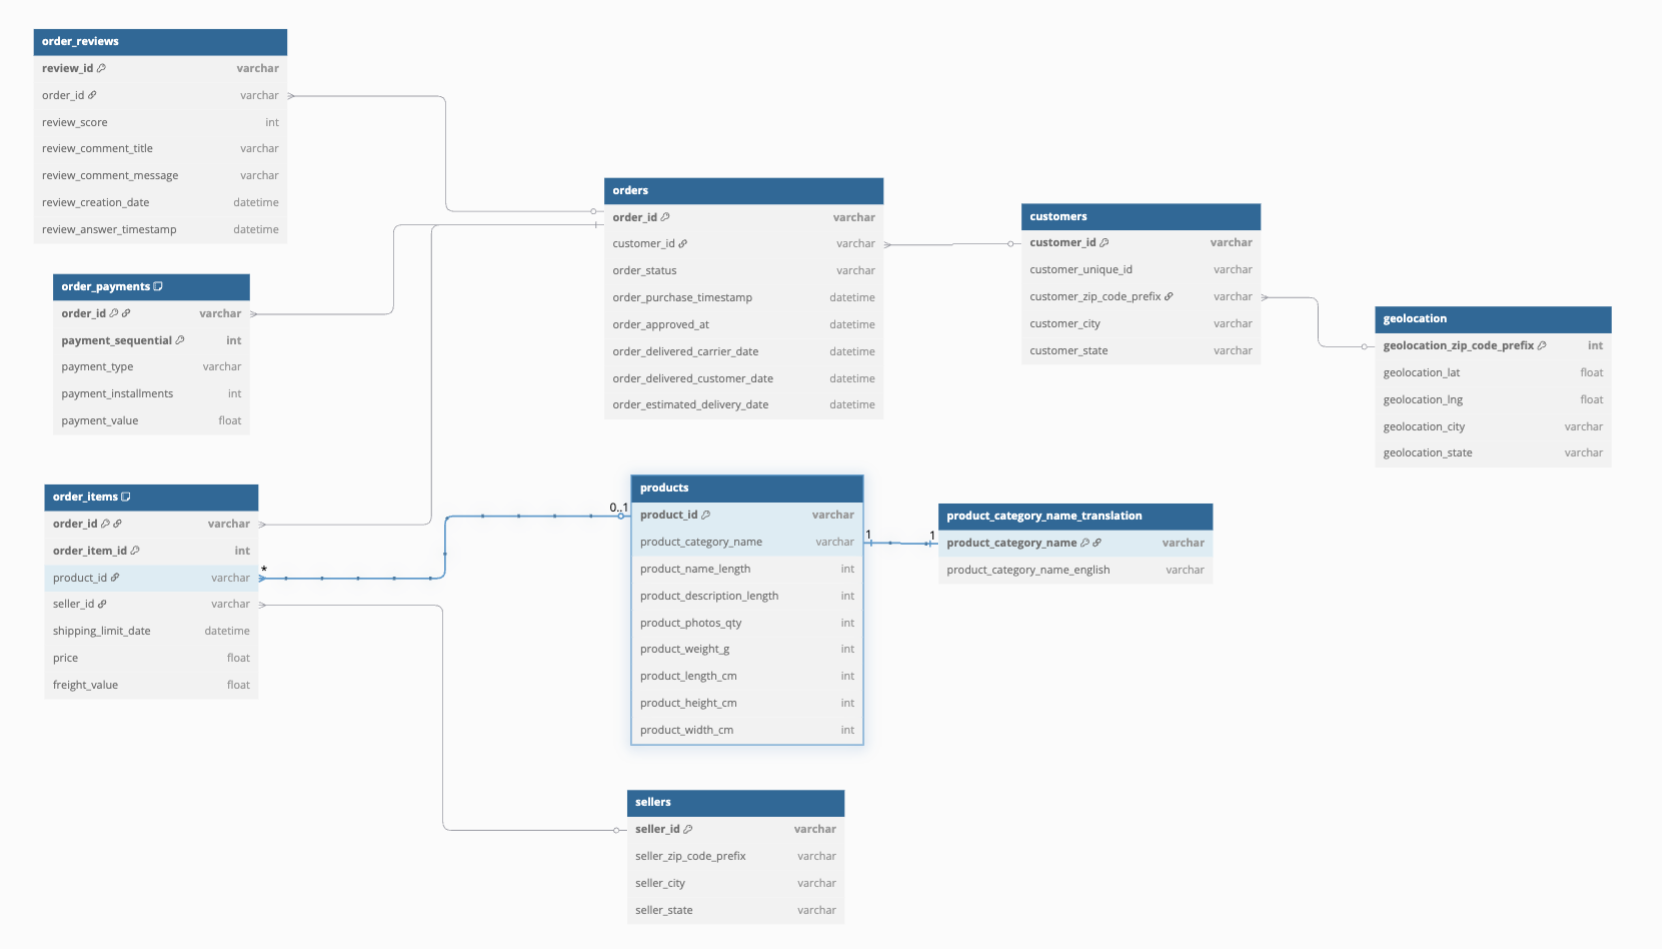 order_reviews
review_id varchar
order_id varchar
review_score int
review_comment_title varchar
review_comment_message varchar
review_creation_date datetime
review_answer_timestamp datetime
order_payments
order_id varchar
payment_sequential int
payment_type varchar
payment_installments int
payment_value float
order_items
order_id varchar
order_item_id int
product_id varchar *
seller_id varchar
shipping_limit_date datetime
price float
freight_value float
orders
order_id varchar
customer_id varchar
order_status varchar
order_purchase_timestamp datetime
order_approved_at datetime
order_delivered_carrier_date datetime
order_delivered_customer_date datetime
order_estimated_delivery_date datetime
customers
customer_id varchar
customer_unique_id varchar
customer_zip_code_prefix varchar
customer_city varchar
customer_state varchar
geolocation
geolocation_zip_code_prefix int
geolocation_lat float
geolocation_lng float
geolocation_city varchar
geolocation_state varchar
products
0..1 product_id varchar
product_category_name varchar 1
product_name_length int
product_description_length int
product_photos_qty int
product_weight_g int
product_length_cm int
product_height_cm int
product_width_cm int
product_category_name_translation
1 product_category_name varchar
product_category_name_english varchar
sellers
seller_id varchar
seller_zip_code_prefix varchar
seller_city varchar
seller_state varchar